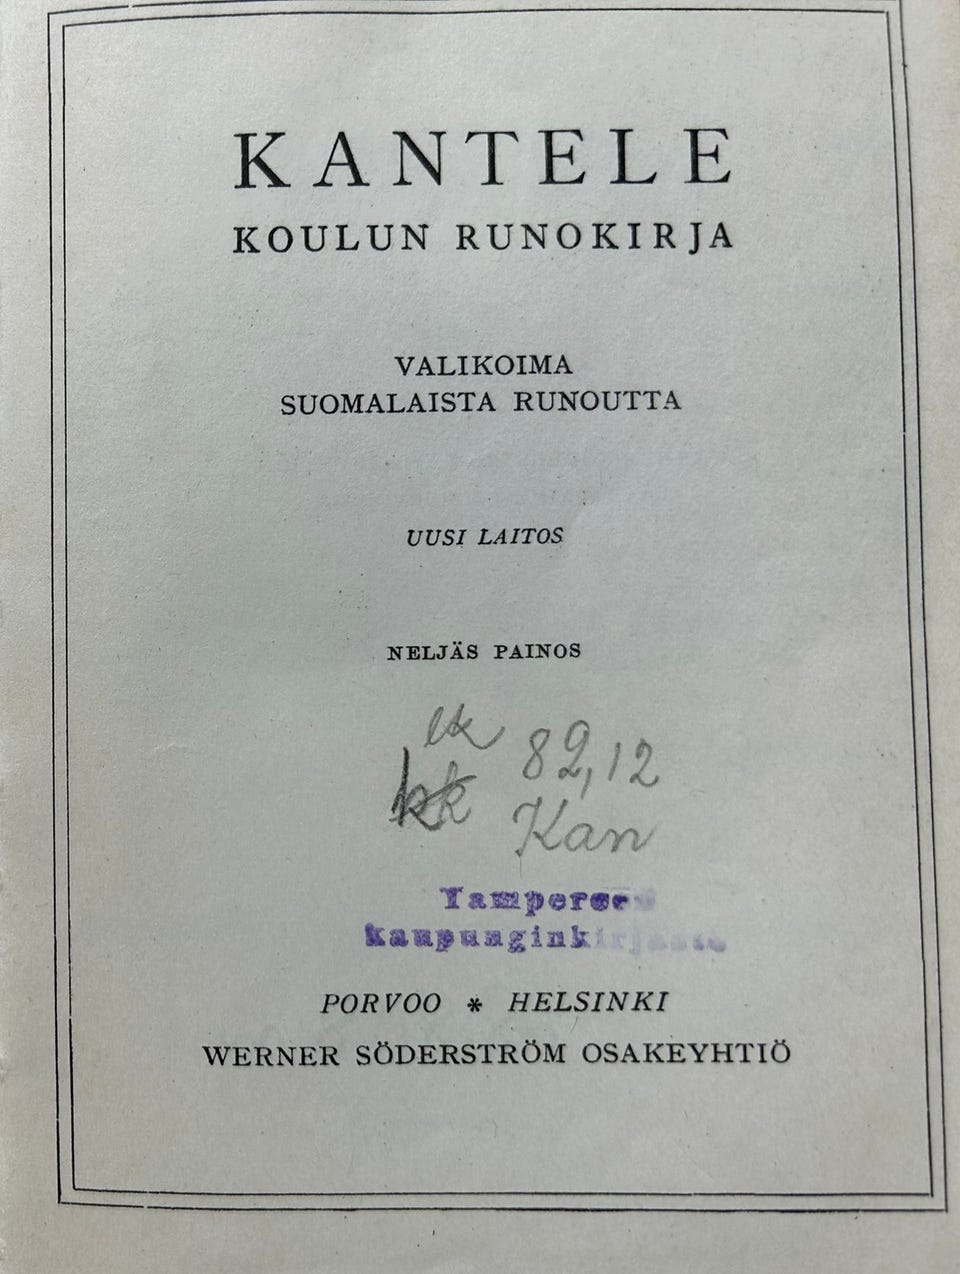 KANTELE
KOULUN RUNOKIRJA
VALIKOIMA
SUOMALAISTA RUNOUTTA
UUSI LAITOS
NELJÄS PAINOS
82,12
kk Kan
Tampereen
kaupunginkirjasto
PORVOO * HELSINKI
WERNER SÖDERSTRÖM OSAKEYHTIÖ